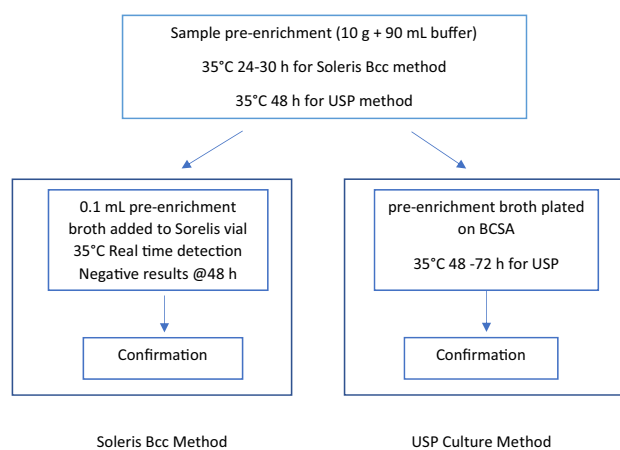 Sample pre-enrichment (10 g + 90 mL buffer)
35°C 24-30 h for Soleris Bcc method
35°C 48 h for USP method
0.1 mL pre-enrichment
broth added to Sorelis vial
35°C Real time detection
Negative results @48 h
Confirmation
pre-enrichment broth plated
on BCSA
35°C 48 -72 h for USP
Confirmation
Soleris Bcc Method
USP Culture Method